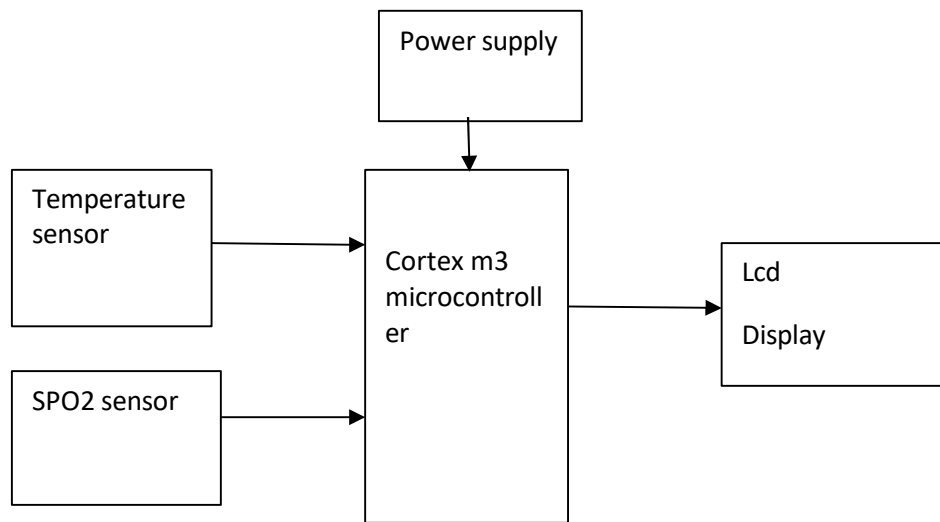 Power supply
Temperature
sensor
Cortex m3
microcontroll
er
Lcd
Display
SPO2 sensor